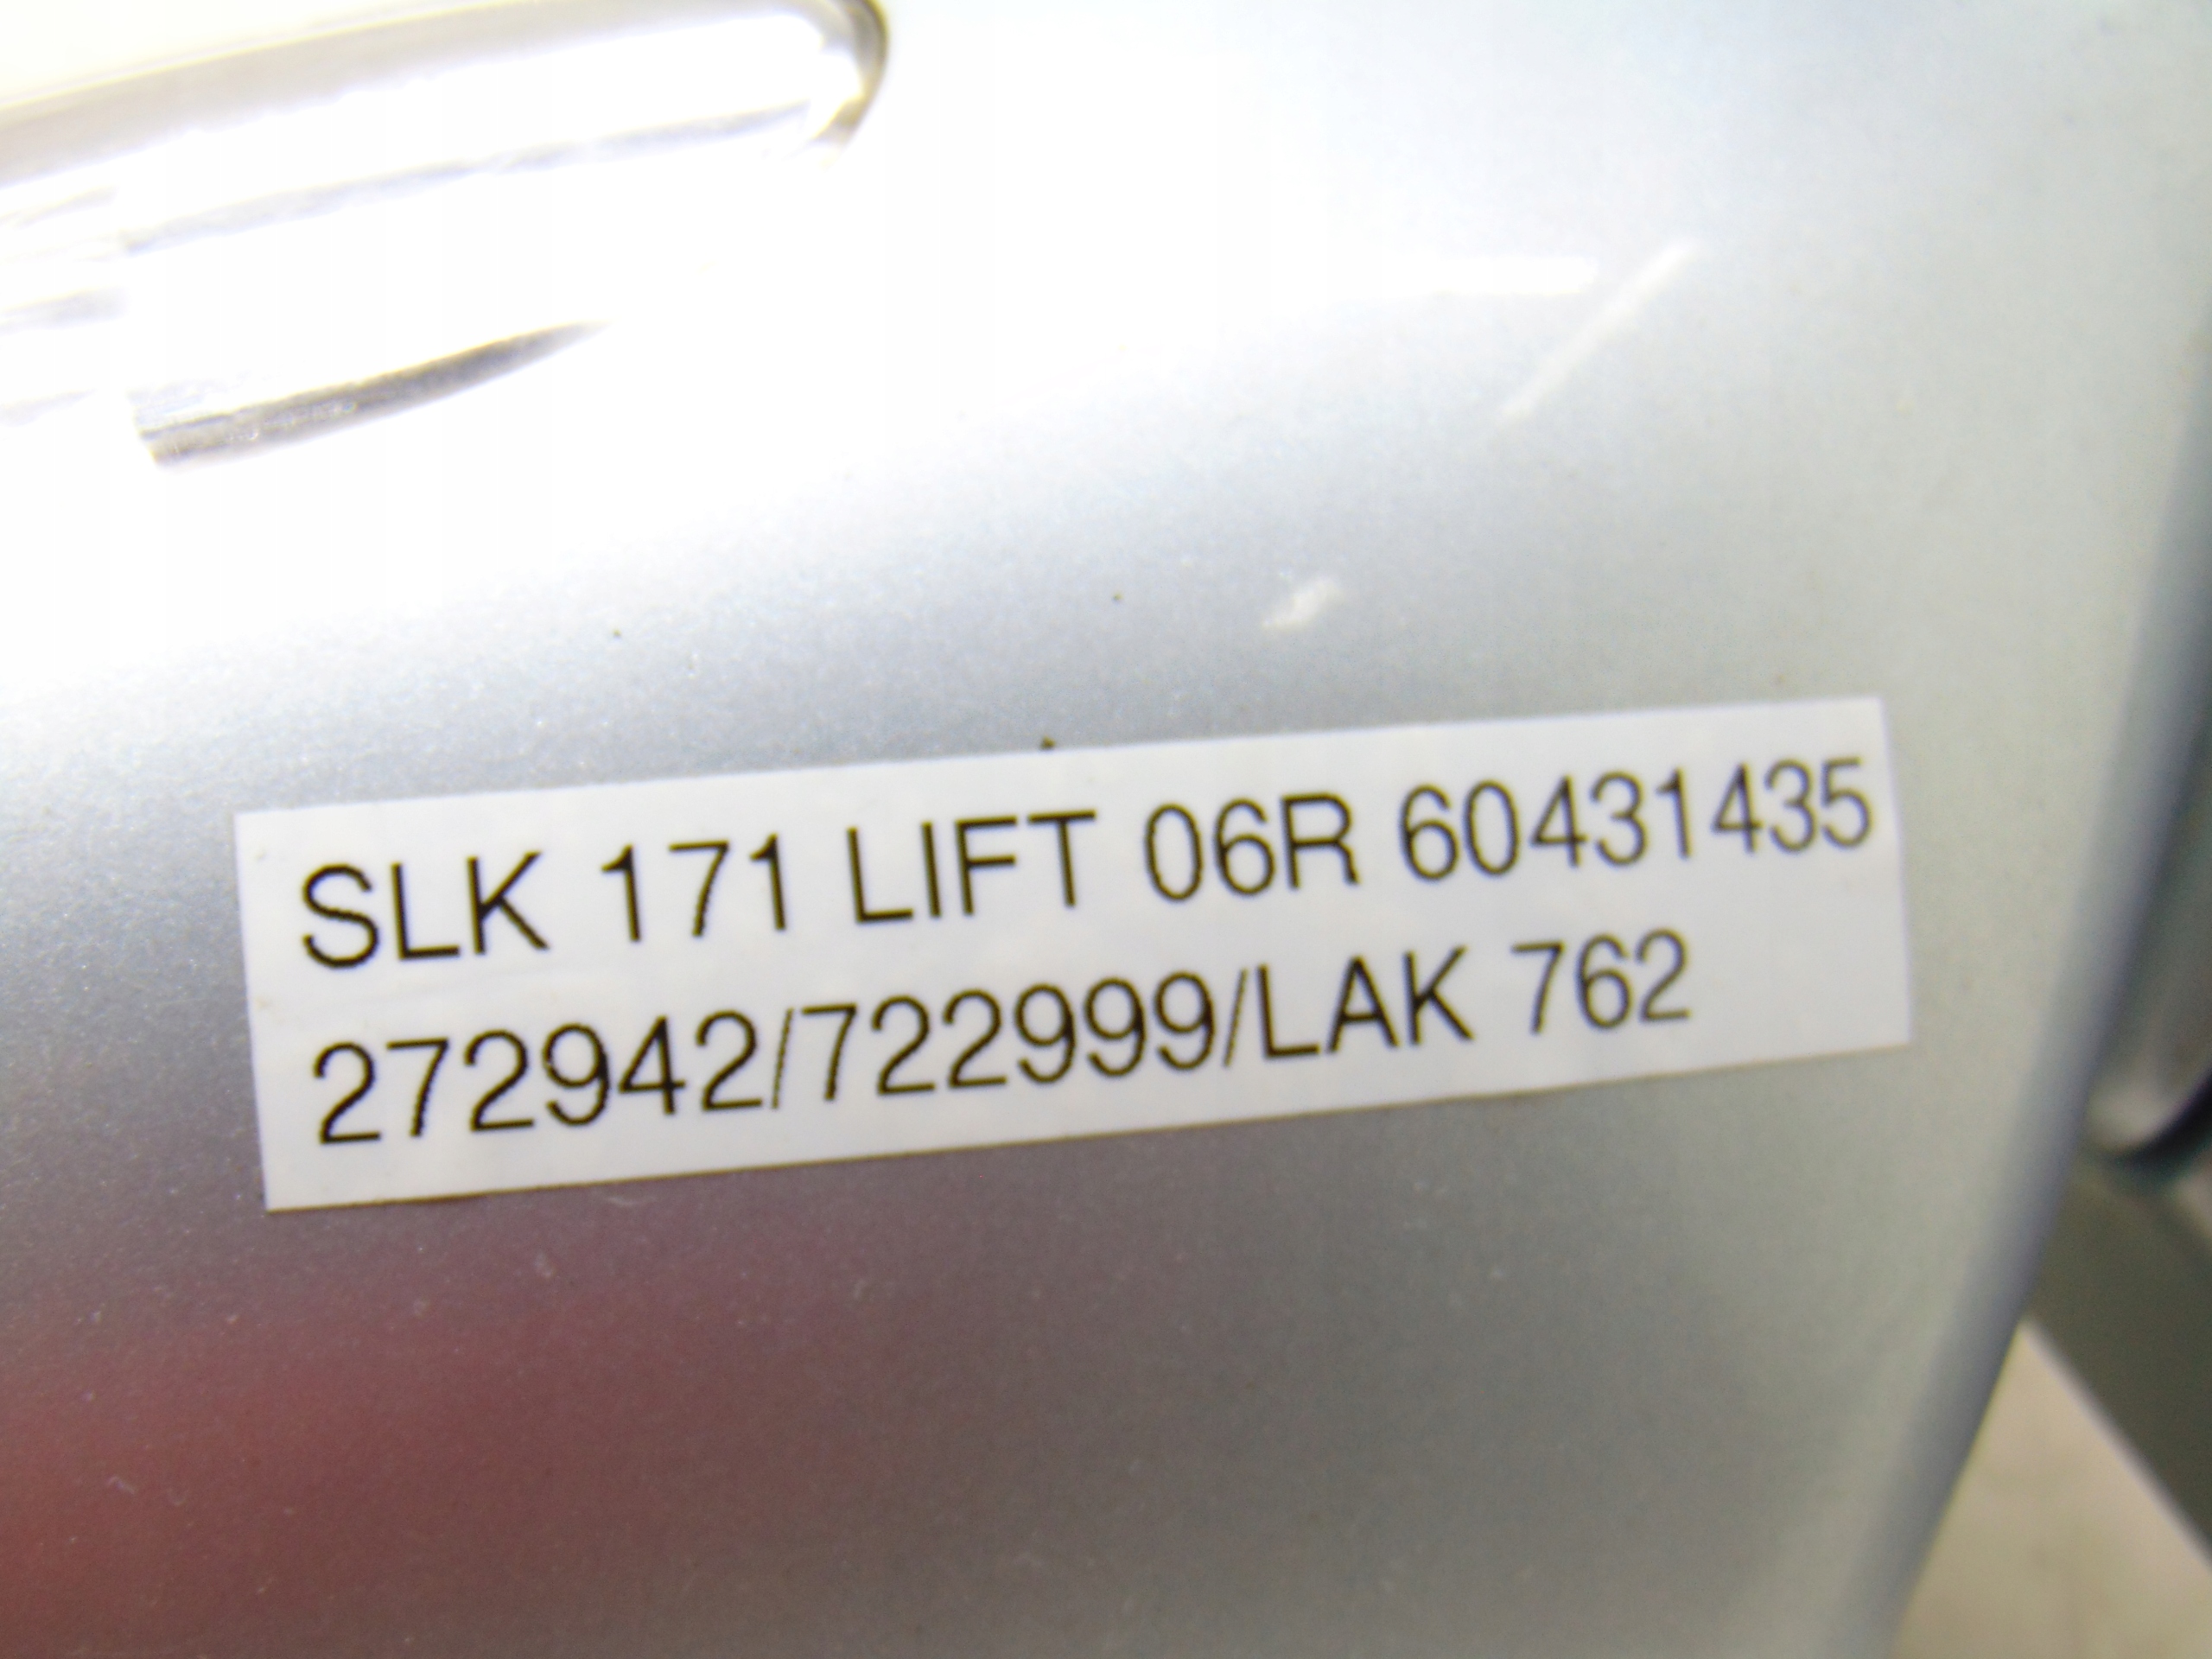 SLK 171 LIFT 06R 60431435
272942/722999/LAK 762